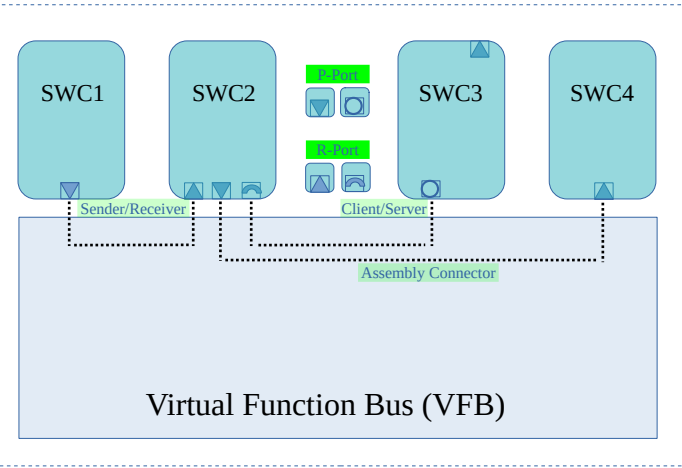 SWC1
SWC2
P-Port
SWC3
SWC4
R-Port
Sender/Receiver
Client/Server
Assembly Connector
Virtual Function Bus (VFB)